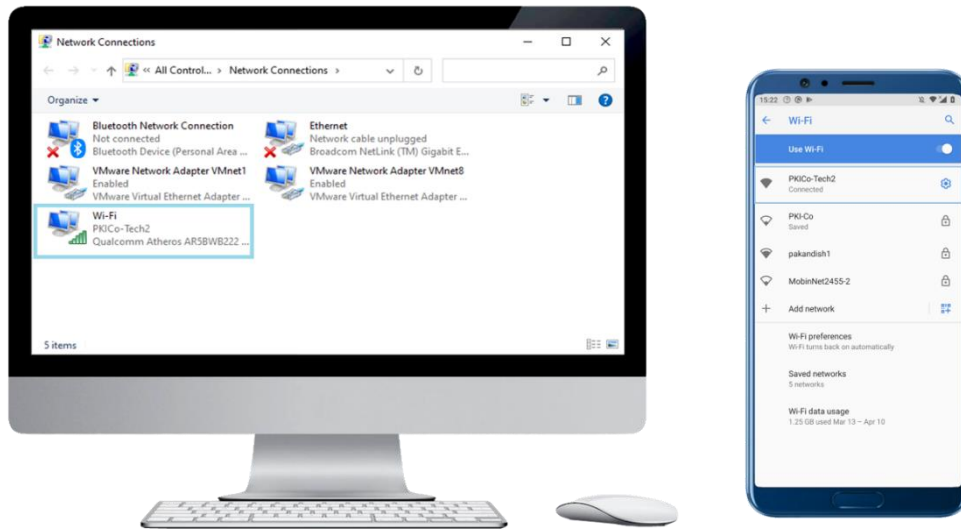 Network Connections
« All Control... › Network Connections ›
Organize
Bluetooth Network Connection
Not connected
Bluetooth Device (Personal Area ...
Ethernet
Network cable unplugged
Broadcom NetLink (TM) Gigabit E...
VMware Network Adapter VMnet1
Enabled
VMware Virtual Ethernet Adapter ...
VMware Network Adapter VMnet8
Enabled
VMware Virtual Ethernet Adapter ...
Wi-Fi
PKICo-Tech2
Qualcomm Atheros AR5BWB222 ...
5 items
15:22
Wi-Fi
Use Wi-Fi
PKICo-Tech2
Connected
PKI-Co
Saved
pakandish1
MobinNet2455-2
Add network
Wi-Fi preferences
Wi-Fi turns back on automatically
Saved networks
5 networks
Wi-Fi data usage
1.25 GB used Mar 13 – Apr 10